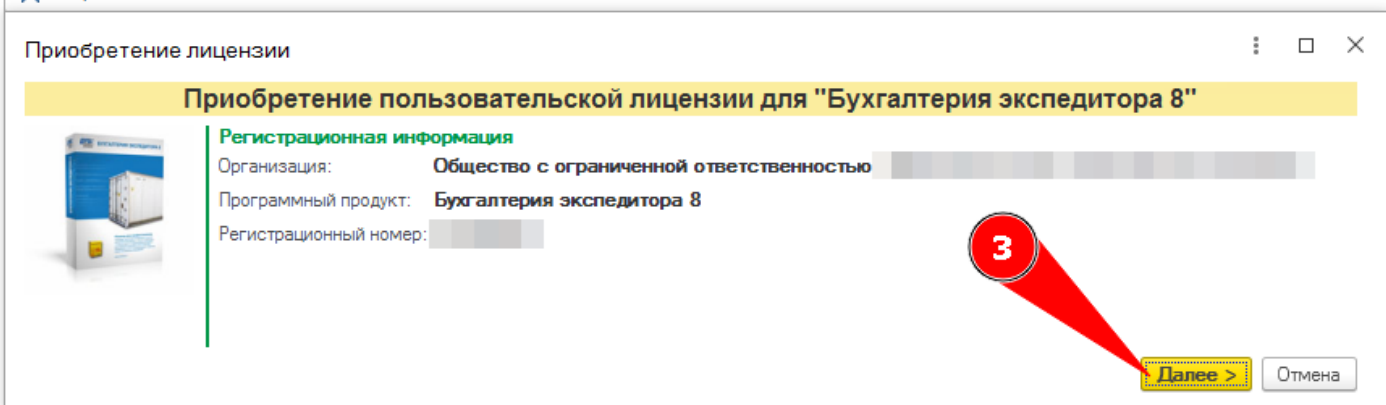 Приобретение лицензии
Приобретение пользовательской лицензии для "Бухгалтерия экспедитора 8"
Регистрационная информация
Организация: Общество с ограниченной ответственностью
Программный продукт: Бухгалтерия экспедитора 8
Регистрационный номер:
3
Далее > Отмена